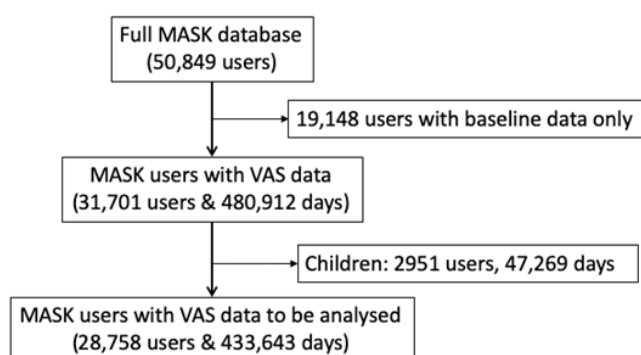 Full MASK database
(50,849 users)
19,148 users with baseline data only
MASK users with VAS data
(31,701 users & 480,912 days)
Children: 2951 users, 47,269 days
MASK users with VAS data to be analysed
(28,758 users & 433,643 days)